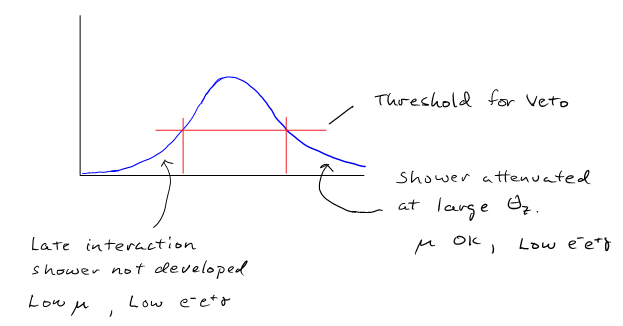 Threshold for Veto
shower attenuated
at large θz.
μ OK, Low e⁻e⁺γ
Late interaction
shower not developed
Low μ, Low e⁻e⁺γ